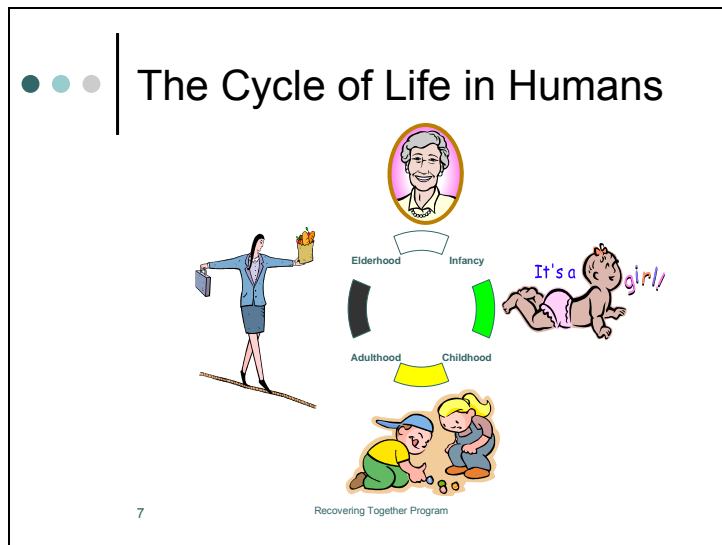 The Cycle of Life in Humans
Elderhood Infancy
It's a girl!
Adulthood Childhood
7 Recovering Together Program